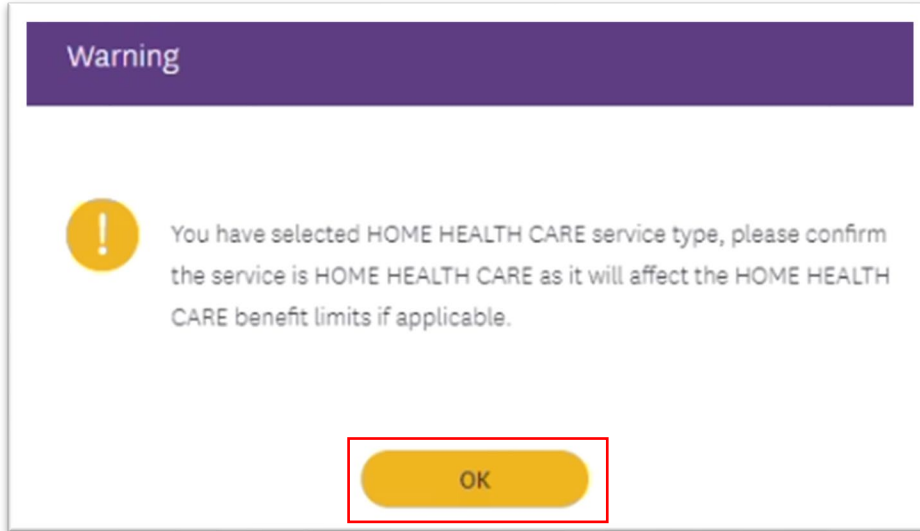 Warning
!
You have selected HOME HEALTH CARE service type, please confirm
the service is HOME HEALTH CARE as it will affect the HOME HEALTH
CARE benefit limits if applicable.
OK